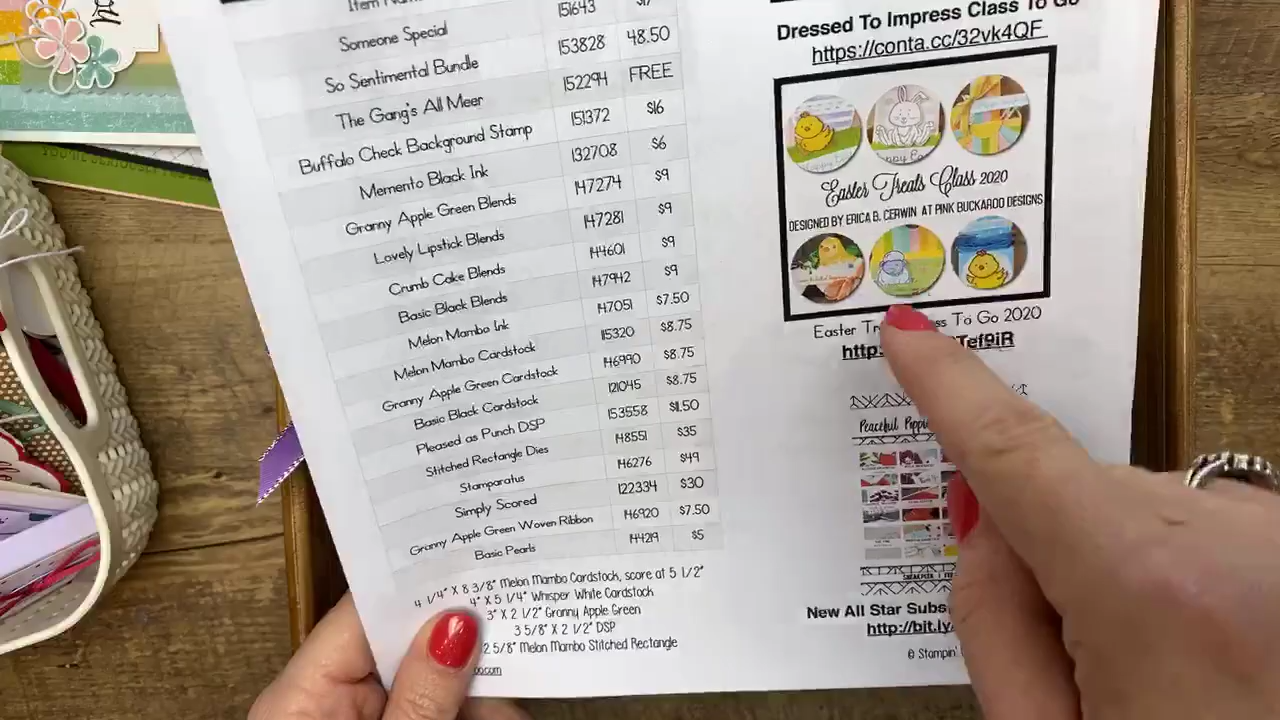 Item
Someone Special 151643
So Sentimental Bundle 153828 48.50
The Gang's All Meer 152294 FREE
Buffalo Check Background Stamp 151372 $16
Memento Black Ink 132708 $6
Granny Apple Green Blends 147274 $9
Lovely Lipstick Blends 147281 $9
Crumb Cake Blends 144601 $9
Basic Black Blends 147942 $9
Melon Mambo Ink 147051 $7.50
Melon Mambo Cardstock 115320 $8.75
Granny Apple Green Cardstock 146990 $8.75
Basic Black Cardstock 121045 $8.75
Pleased as Punch DSP 153558 $11.50
Stitched Rectangle Dies 148551 $35
Stamparatus 146276 $49
Simply Scored 122334 $30
Granny Apple Green Woven Ribbon 146920 $7.50
Basic Pearls 144219 $5
4 1/4" X 8 3/8" Melon Mambo Cardstock, score at 5 1/2"
4" X 5 1/4" Whisper White Cardstock
3" X 2 1/2" Granny Apple Green
3 5/8" X 2 1/2" DSP
2 5/8" Melon Mambo Stitched Rectangle
Dressed To Impress Class To Go
https://conta.cc/32vk4QF
Easter Treats Class 2020
DESIGNED BY ERICA B. CERWIN AT PINK BUCKAROO DESIGNS
Easter To Go 2020
Peaceful
SNEAK PEEK
New All Star
http://bit.ly/
© Stampin'